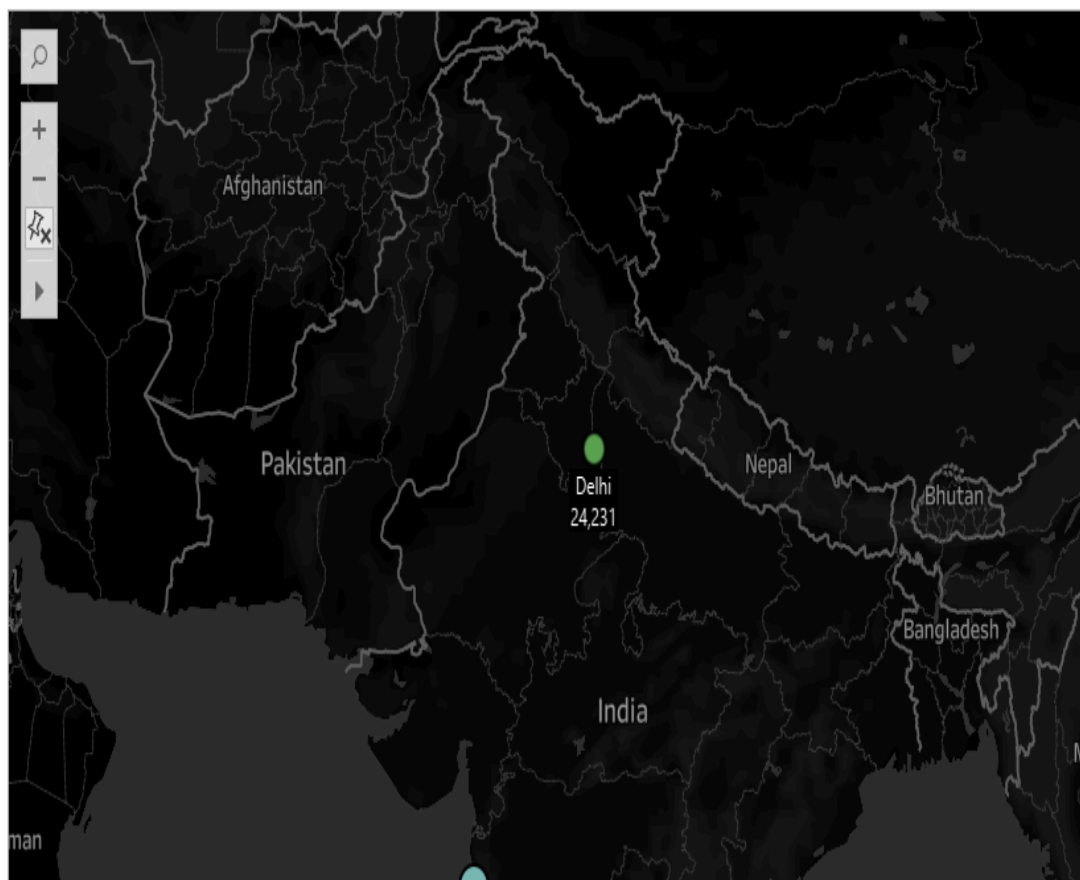 Afghanistan
Pakistan
Delhi
24,231
Nepal
Bhutan
Bangladesh
India
man